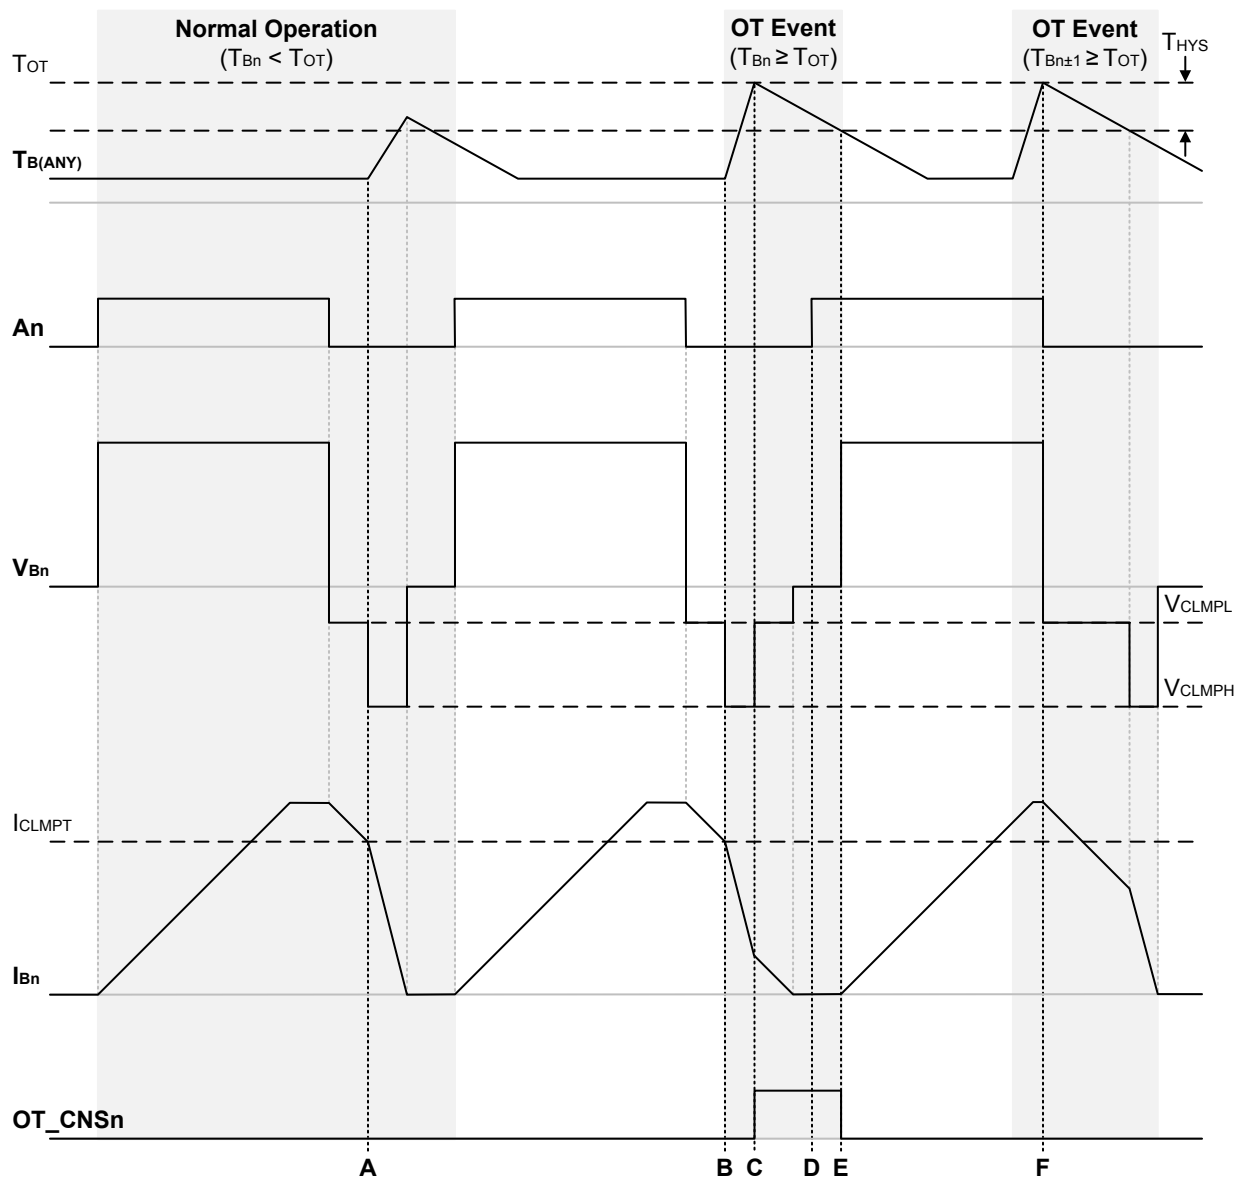 Normal Operation
(TBn < TOT)
OT Event
(TBn ≥ TOT)
OT Event
(TBn±1 ≥ TOT)
THYS
TOT
TB(ANY)
An
VBn
VCLMPL
VCLMPH
ICLMPT
IBn
OT_CNSn
A B C D E F